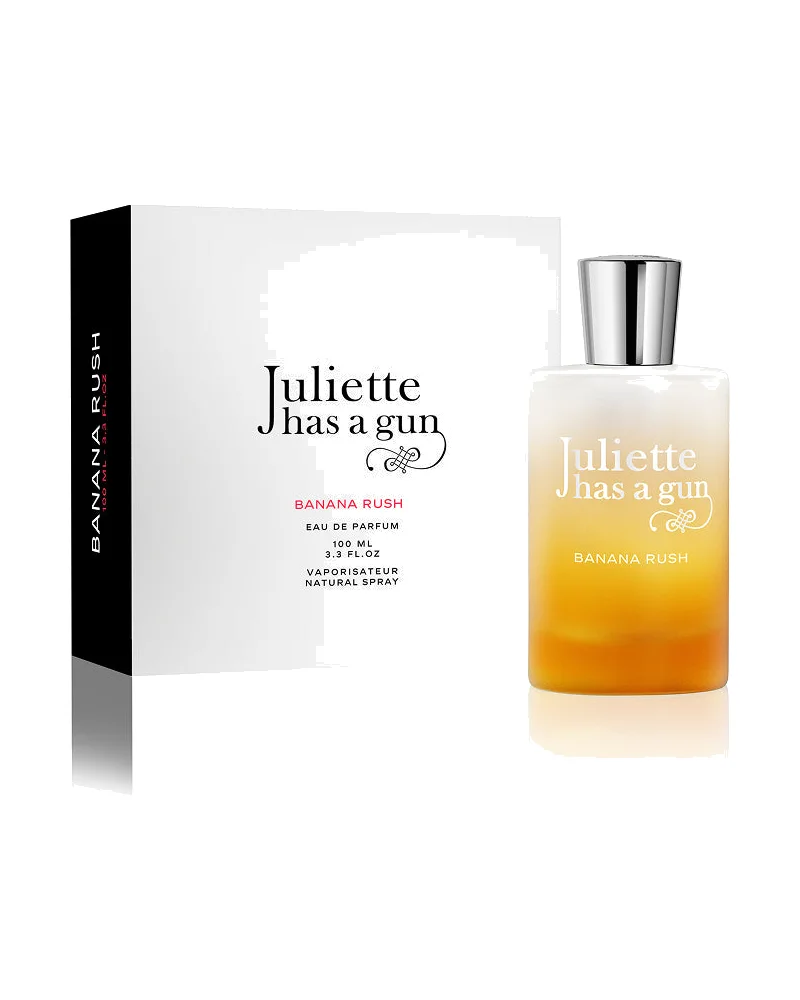 BANANA RUSH
100 ML - 3.3 FL.OZ
Juliette
has a gun
BANANA RUSH
EAU DE PARFUM
100 ML
3.3 FL.OZ
VAPORISATEUR
NATURAL SPRAY
Juliette
has a gun
BANANA RUSH